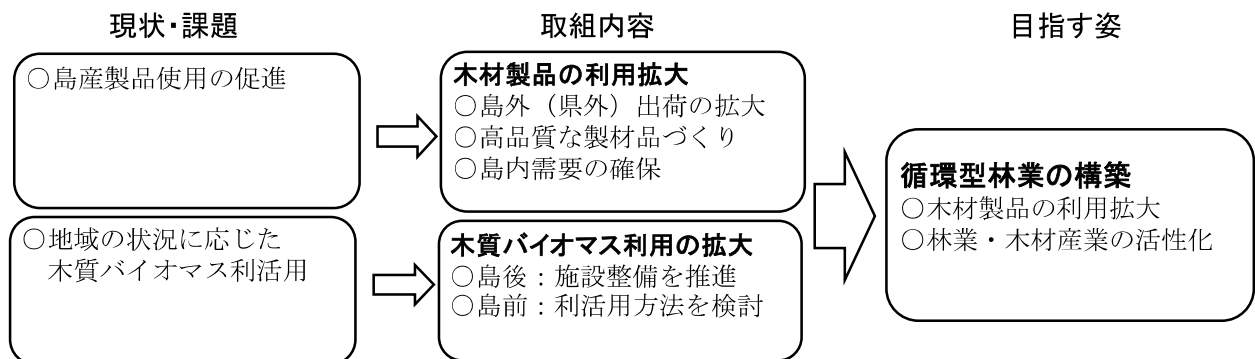 現状・課題
取組内容
目指す姿
○島産製品使用の促進
木材製品の利用拡大
○島外（県外）出荷の拡大
○高品質な製材品づくり
○島内需要の確保
○地域の状況に応じた
木質バイオマス利活用
木質バイオマス利用の拡大
○島後：施設整備を推進
○島前：利活用方法を検討
循環型林業の構築
○木材製品の利用拡大
○林業・木材産業の活性化